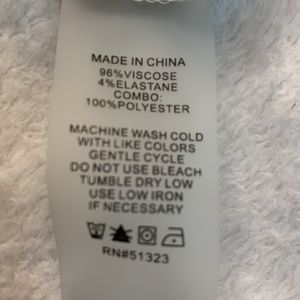 MADE IN CHINA
96%VISCOSE
4%ELASTANE
COMBO:
100%POLYESTER
MACHINE WASH COLD
WITH LIKE COLORS
GENTLE CYCLE
DO NOT USE BLEACH
TUMBLE DRY LOW
USE LOW IRON
IF NECESSARY
RN#51323